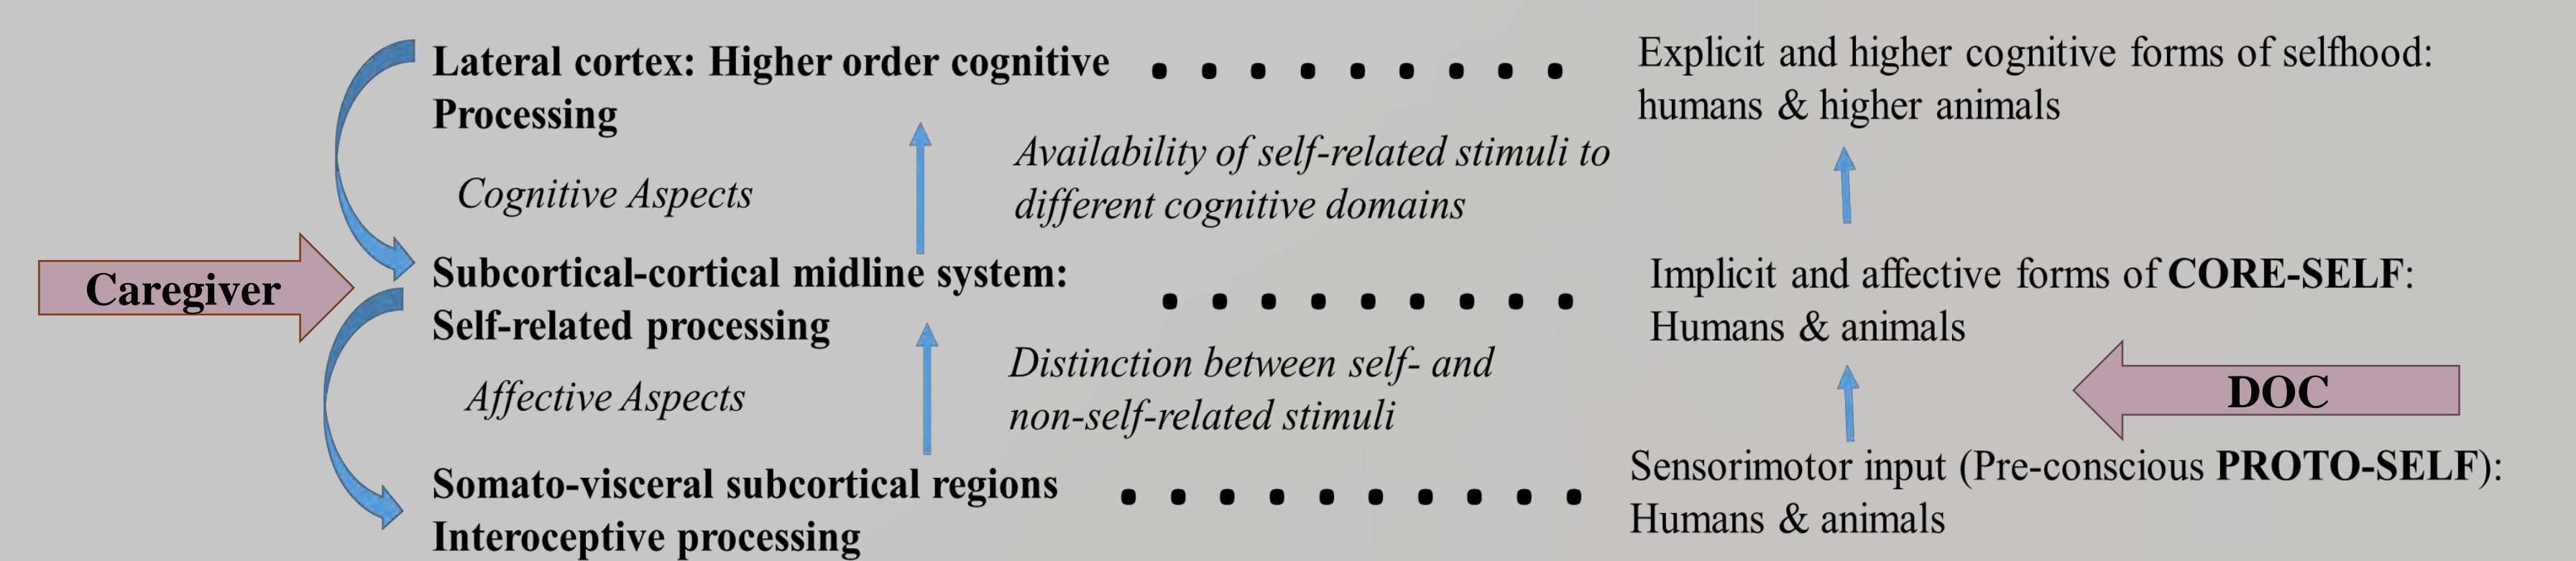 Lateral cortex: Higher order cognitive
Processing
Explicit and higher cognitive forms of selfhood:
humans & higher animals
Cognitive Aspects
Availability of self-related stimuli to
different cognitive domains
Caregiver
Subcortical-cortical midline system:
Self-related processing
Implicit and affective forms of CORE-SELF:
Humans & animals
Affective Aspects
Distinction between self- and
non-self-related stimuli
DOC
Somato-visceral subcortical regions
Interoceptive processing
Sensorimotor input (Pre-conscious PROTO-SELF):
Humans & animals